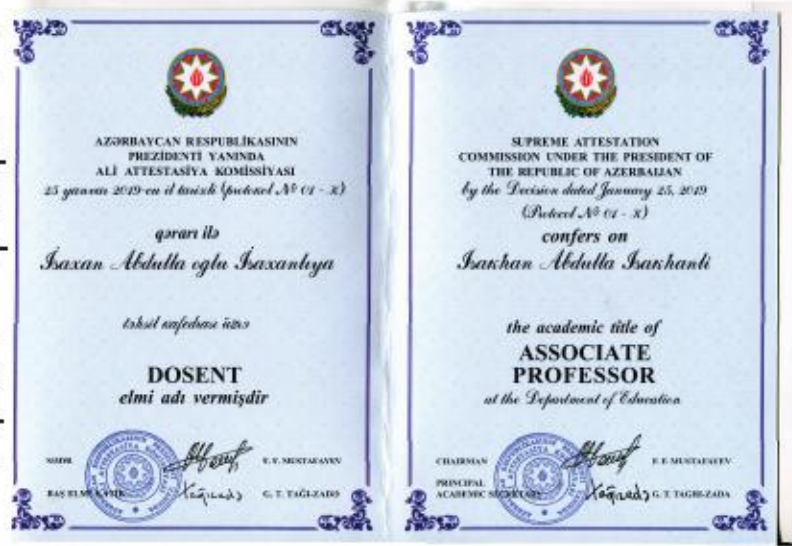 AZƏRBAYCAN RESPUBLİKASININ
PREZİDENTİ YANINDA
ALİ ATTESTASİYA KOMİSSİYASI
25 yanvar 2019-cu il tarixli (protokol № 01 - X)
qərarı ilə
İsaxan Abdulla oğlu İsaxanlıya
təhsil kafedrası üzrə
DOSENT
elmi adı vermişdir
SƏDR
F. F. MUSTAFAYEV
BAŞ ELMİ KATİB
G. T. TAĞI-ZADƏ
SUPREME ATTESTATION
COMMISSION UNDER THE PRESIDENT OF
THE REPUBLIC OF AZERBAIJAN
by the Decision dated January 25, 2019
(Protocol № 01 - X)
confers on
Isakhan Abdulla Isakhanli
the academic title of
ASSOCIATE
PROFESSOR
at the Department of Education
CHAIRMAN
F. F. MUSTAFAYEV
PRINCIPAL
ACADEMIC SECRETARY
G. T. TAGHI-ZADA